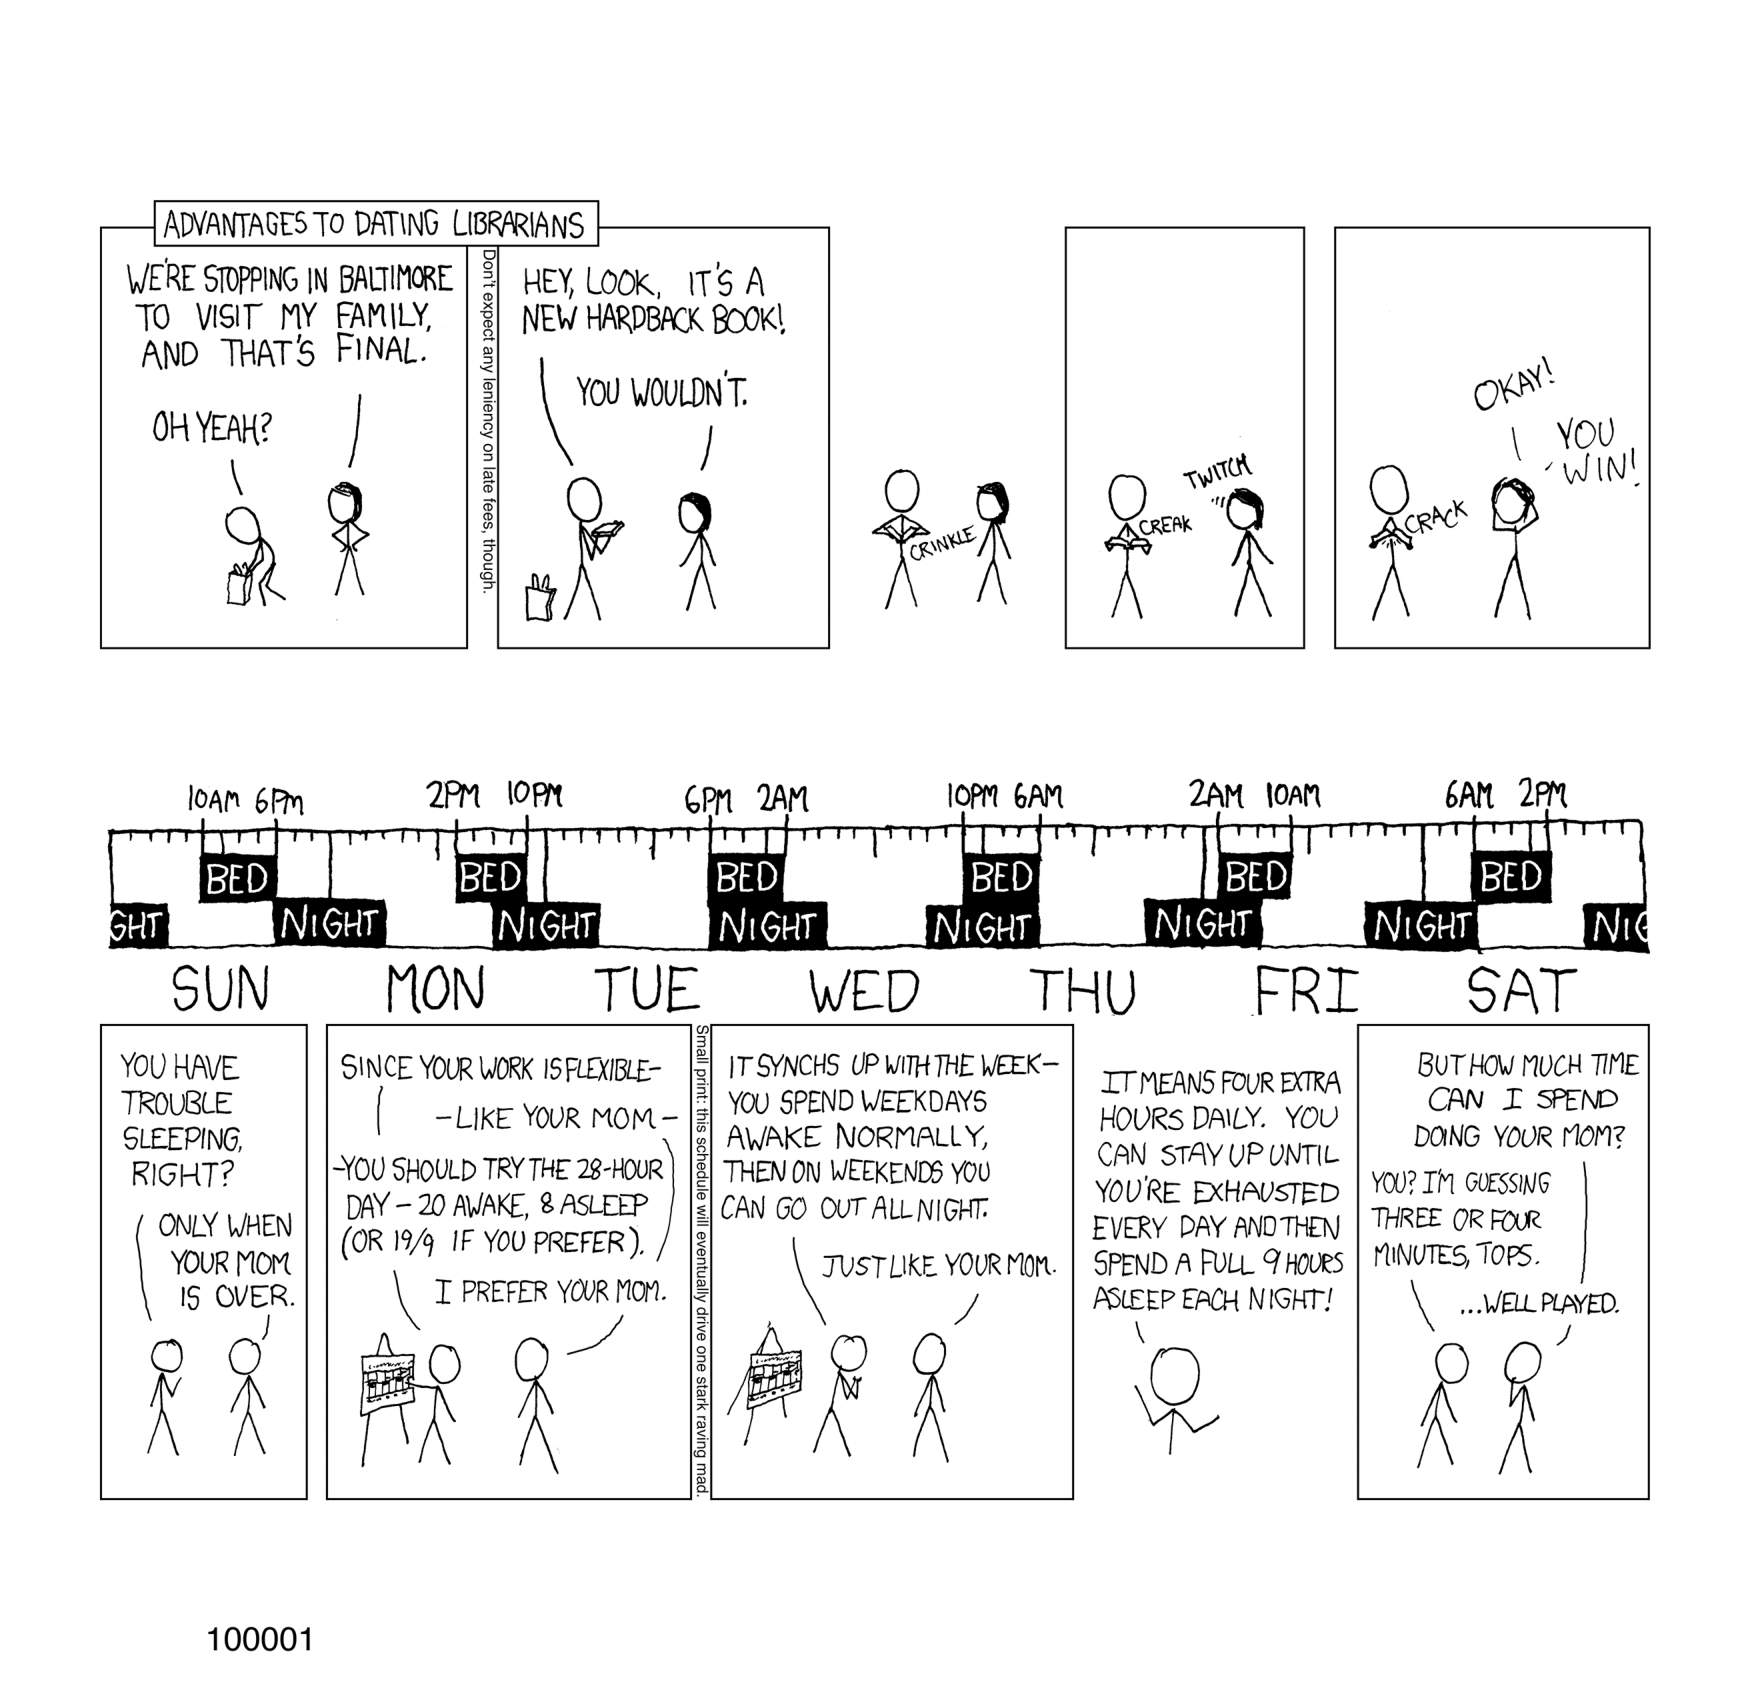 ADVANTAGES TO DATING LIBRARIANS
WE'RE STOPPING IN BALTIMORE
TO VISIT MY FAMILY,
AND THAT'S FINAL.
OH YEAH?
Don't expect any leniency on late fees, though.
HEY, LOOK, IT'S A
NEW HARDBACK BOOK!
YOU WOULDN'T.
CRINKLE
CREAK
TWITCH
CRACK
OKAY!
YOU
WIN!
10AM 6PM 2PM 10PM 6PM 2AM 10PM 6AM 2AM 10AM 6AM 2PM
BED BED BED BED BED BED
GHT NIGHT NIGHT NIGHT NIGHT NIGHT NIGHT NIG
SUN MON TUE WED THU FRI SAT
YOU HAVE
TROUBLE
SLEEPING,
RIGHT?
ONLY WHEN
YOUR MOM
IS OVER.
SINCE YOUR WORK IS FLEXIBLE-
-LIKE YOUR MOM-
-YOU SHOULD TRY THE 28-HOUR
DAY - 20 AWAKE, 8 ASLEEP
(OR 19/9 IF YOU PREFER).
I PREFER YOUR MOM.
Small print: this schedule will eventually drive one stark raving mad.
IT SYNCHS UP WITH THE WEEK-
YOU SPEND WEEKDAYS
AWAKE NORMALLY,
THEN ON WEEKENDS YOU
CAN GO OUT ALL NIGHT.
JUST LIKE YOUR MOM.
IT MEANS FOUR EXTRA
HOURS DAILY. YOU
CAN STAY UP UNTIL
YOU'RE EXHAUSTED
EVERY DAY AND THEN
SPEND A FULL 9 HOURS
ASLEEP EACH NIGHT!
BUT HOW MUCH TIME
CAN I SPEND
DOING YOUR MOM?
YOU? I'M GUESSING
THREE OR FOUR
MINUTES, TOPS.
...WELL PLAYED.
100001